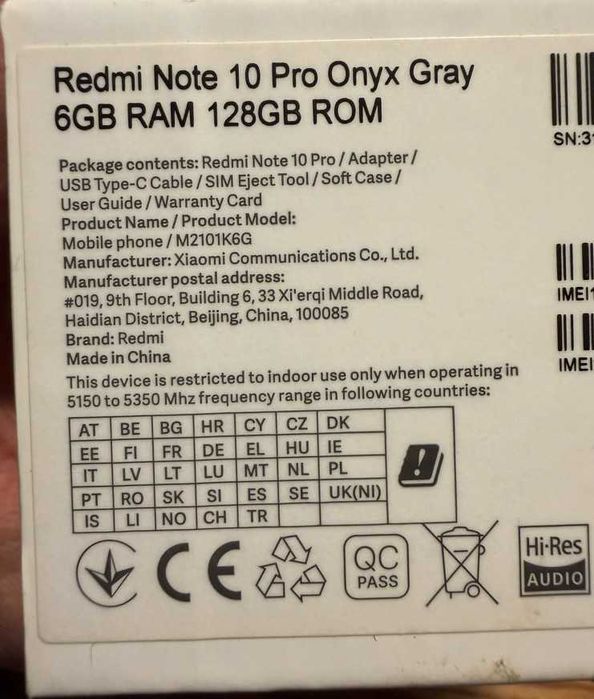 Redmi Note 10 Pro Onyx Gray
6GB RAM 128GB ROM
Package contents: Redmi Note 10 Pro / Adapter /
USB Type-C Cable / SIM Eject Tool / Soft Case /
User Guide / Warranty Card
Product Name / Product Model:
Mobile phone / M2101K6G
Manufacturer: Xiaomi Communications Co., Ltd.
Manufacturer postal address:
#019, 9th Floor, Building 6, 33 Xi'erqi Middle Road,
Haidian District, Beijing, China, 100085
Brand: Redmi
Made in China
This device is restricted to indoor use only when operating in
5150 to 5350 Mhz frequency range in following countries:
AT BE BG HR CY CZ DK
EE FI FR DE EL HU IE
IT LV LT LU MT NL PL
PT RO SK SI ES SE UK(NI)
IS LI NO CH TR
CE
QC
PASS
Hi-Res
AUDIO
SN:31
IMEI1
IMEI